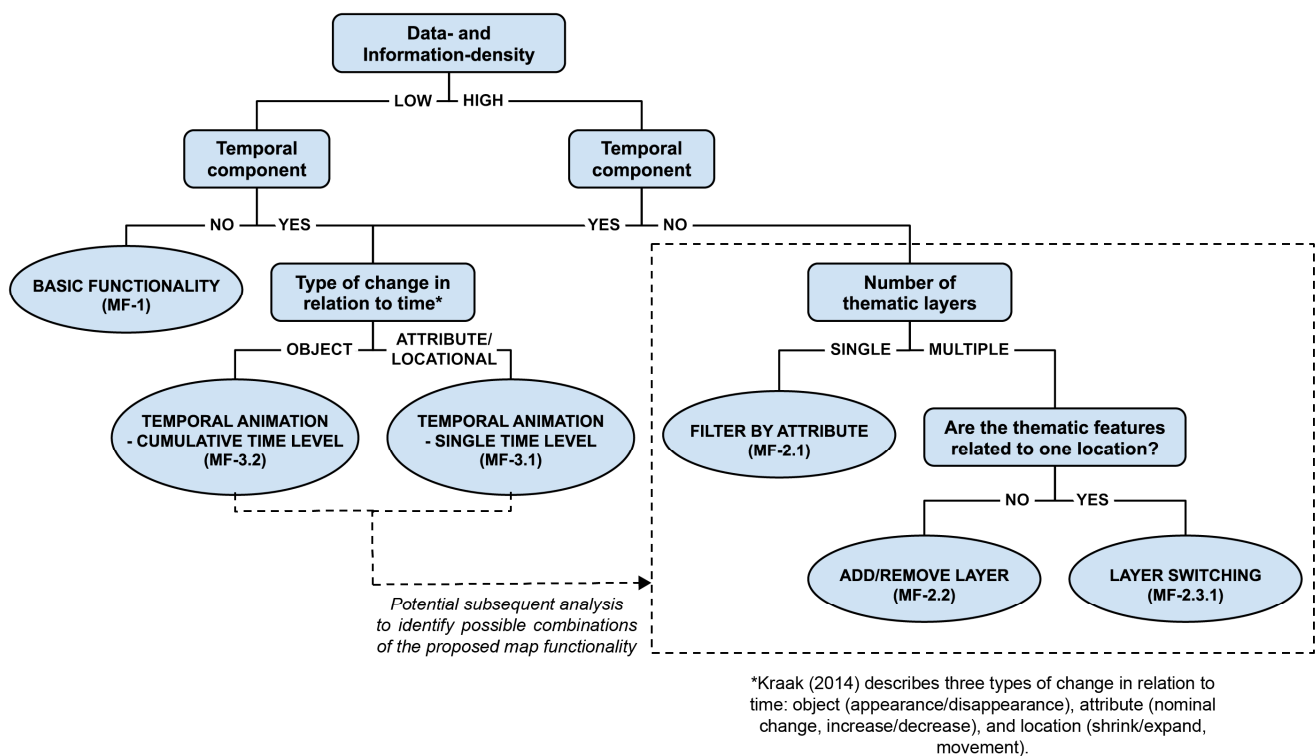 Data- and
Information-density
LOW
HIGH
Temporal
component
Temporal
component
NO
YES
YES
NO
BASIC FUNCTIONALITY
(MF-1)
Type of change in
relation to time*
Number of
thematic layers
OBJECT
ATTRIBUTE/
LOCATIONAL
SINGLE
MULTIPLE
TEMPORAL ANIMATION
- CUMULATIVE TIME LEVEL
(MF-3.2)
TEMPORAL ANIMATION
- SINGLE TIME LEVEL
(MF-3.1)
FILTER BY ATTRIBUTE
(MF-2.1)
Are the thematic features
related to one location?
NO
YES
ADD/REMOVE LAYER
(MF-2.2)
LAYER SWITCHING
(MF-2.3.1)
Potential subsequent analysis
to identify possible combinations
of the proposed map functionality
*Kraak (2014) describes three types of change in relation to
time: object (appearance/disappearance), attribute (nominal
change, increase/decrease), and location (shrink/expand,
movement).